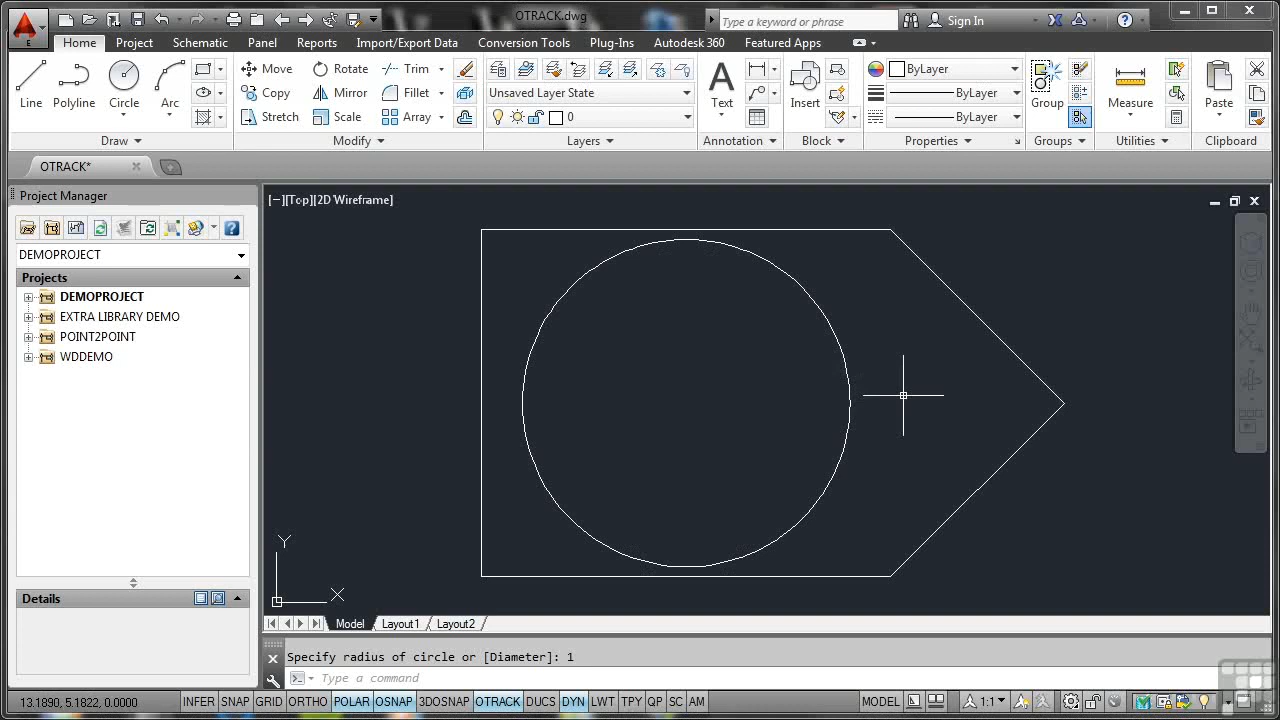 OTRACK.dwg
Type a keyword or phrase
Sign In
E
Home Project Schematic Panel Reports Import/Export Data Conversion Tools Plug-Ins Autodesk 360 Featured Apps
Line Polyline Circle Arc
Move Rotate Trim
Copy Mirror Fillet
Stretch Scale Array
Unsaved Layer State
0
A
Text
Insert
ByLayer
ByLayer
ByLayer
Group
Measure
Paste
Draw Modify Layers Annotation Block Properties Groups Utilities Clipboard
OTRACK*
Project Manager
DEMOPROJECT
Projects
DEMOPROJECT
EXTRA LIBRARY DEMO
POINT2POINT
WDDEMO
Details
[−][Top][2D Wireframe]
Y
X
Model Layout1 Layout2
Specify radius of circle or [Diameter]: 1
Type a command
13.1890, 5.1822, 0.0000 INFER SNAP GRID ORTHO POLAR OSNAP 3DOSNAP OTRACK DUCS DYN LWT TPY QP SC AM MODEL 1:1